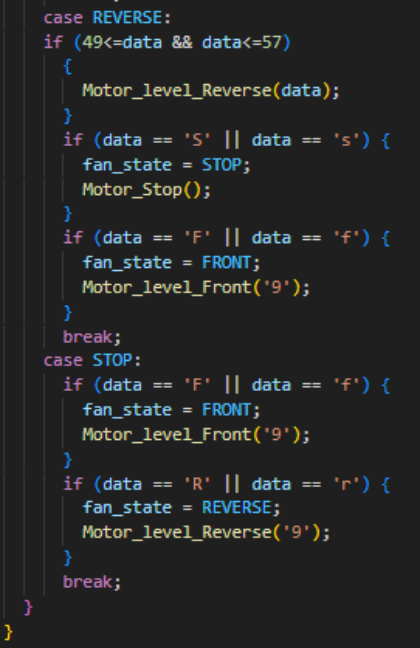 case REVERSE:
if (49<=data && data<=57)
{
Motor_level_Reverse(data);
}
if (data == 'S' || data == 's') {
fan_state = STOP;
Motor_Stop();
}
if (data == 'F' || data == 'f') {
fan_state = FRONT;
Motor_level_Front('9');
}
break;
case STOP:
if (data == 'F' || data == 'f') {
fan_state = FRONT;
Motor_level_Front('9');
}
if (data == 'R' || data == 'r') {
fan_state = REVERSE;
Motor_level_Reverse('9');
}
break;
}
}